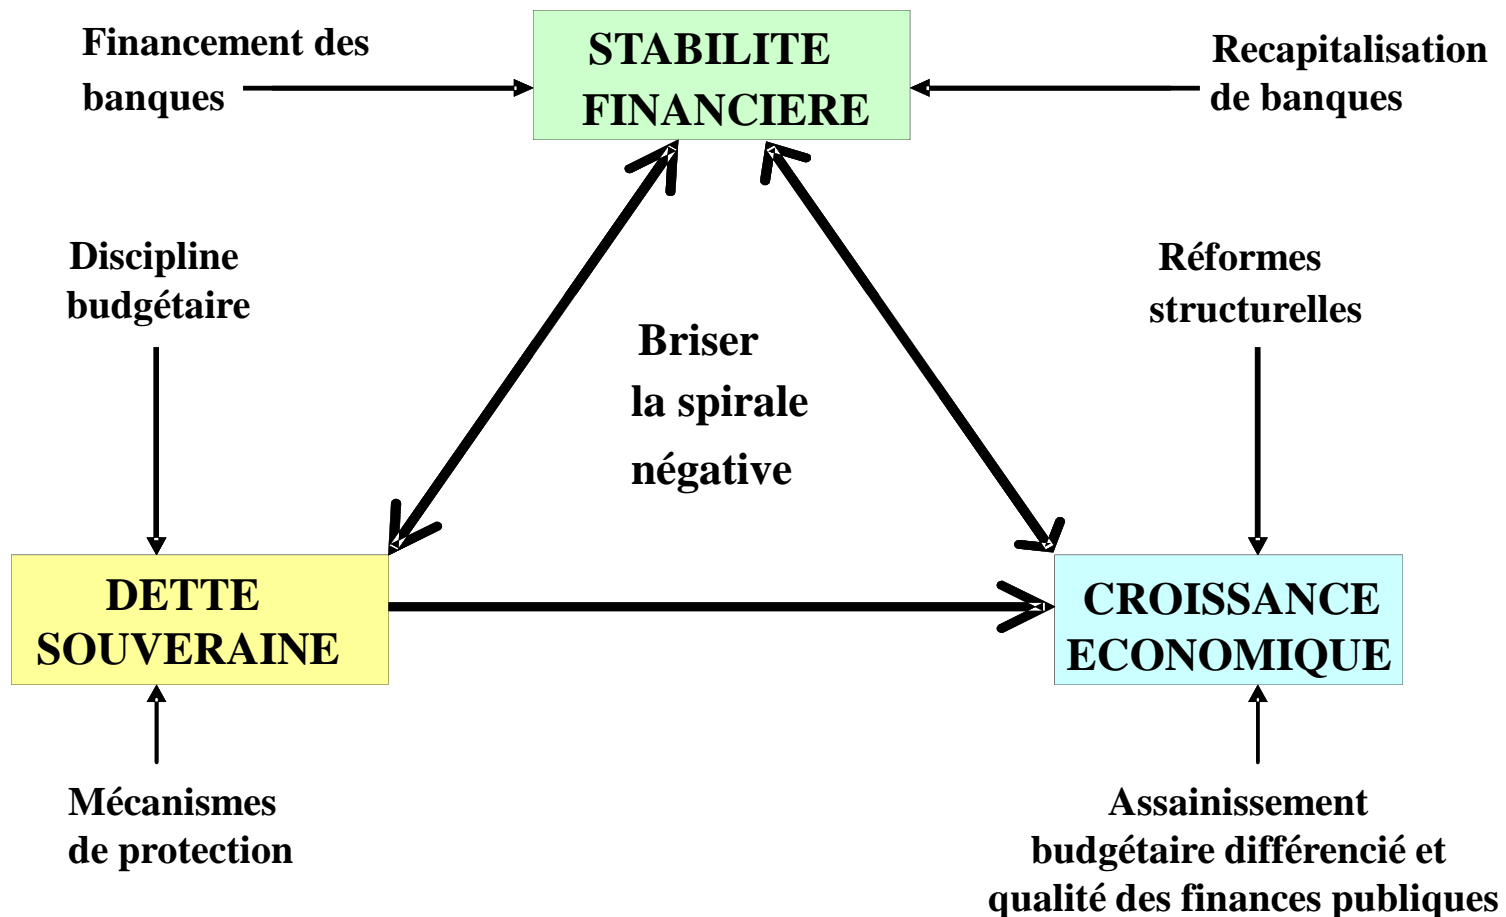 Financement des
banques
STABILITE
FINANCIERE
Recapitalisation
de banques
Discipline
budgétaire
Réformes
structurelles
Briser
la spirale
négative
DETTE
SOUVERAINE
CROISSANCE
ECONOMIQUE
Mécanismes
de protection
Assainissement
budgétaire différencié et
qualité des finances publiques